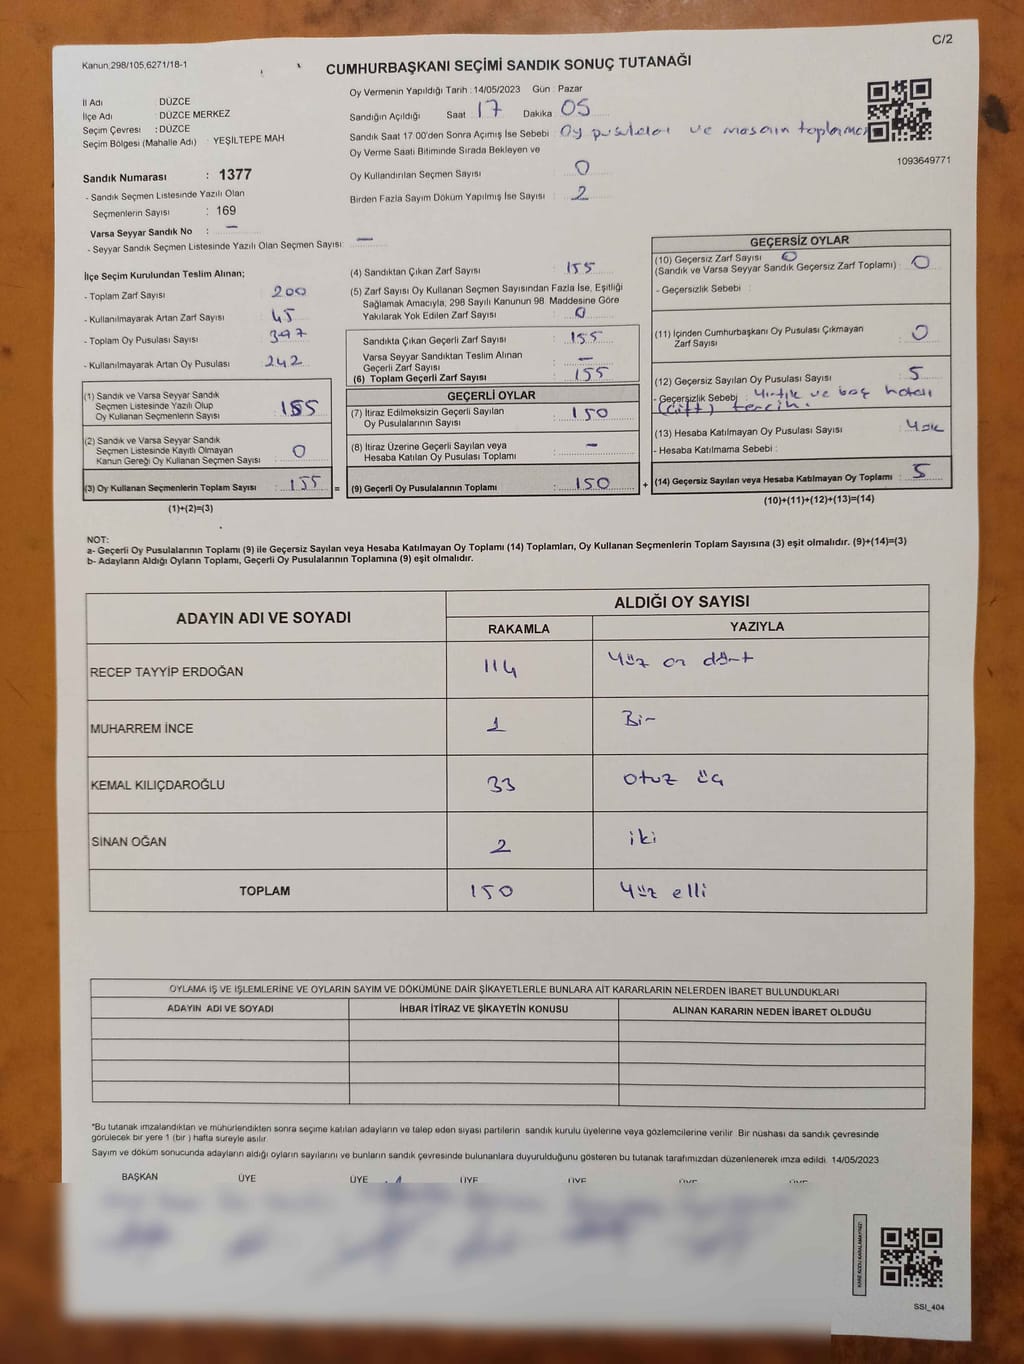 C/2
Kanun:298/105,6271/18-1
CUMHURBAŞKANI SEÇİMİ SANDIK SONUÇ TUTANAĞI
İl Adı DÜZCE
İlçe Adı : DÜZCE MERKEZ
Seçim Çevresi : DÜZCE
Seçim Bölgesi (Mahalle Adı) : YEŞİLTEPE MAH
Sandık Numarası : 1377
- Sandık Seçmen Listesinde Yazılı Olan
Seçmenlerin Sayısı : 169
Varsa Seyyar Sandık No : —
- Seyyar Sandık Seçmen Listesinde Yazılı Olan Seçmen Sayısı: —
Oy Vermenin Yapıldığı Tarih : 14/05/2023 Gün : Pazar
Sandığın Açıldığı Saat : 17 Dakika 05
Sandık Saat 17 00'den Sonra Açımış İse Sebebi : Oy pusulaları ve masanın toplanması
Oy Verme Saati Bitiminde Sırada Bekleyen ve
Oy Kullandırılan Seçmen Sayısı : 0
Birden Fazla Sayım Döküm Yapılmış İse Sayısı : 2
1093649771
İlçe Seçim Kurulundan Teslim Alınan;
- Toplam Zarf Sayısı : 200
- Kullanılmayarak Artan Zarf Sayısı : 45
- Toplam Oy Pusulası Sayısı : 397
- Kullanılmayarak Artan Oy Pusulası : 242
(1) Sandık ve Varsa Seyyar Sandık
Seçmen Listesinde Yazılı Olup
Oy Kullanan Seçmenlerin Sayısı : 155
(2) Sandık ve Varsa Seyyar Sandık
Seçmen Listesinde Kayıtlı Olmayan
Kanun Gereği Oy Kullanan Seçmen Sayısı : 0
(3) Oy Kullanan Seçmenlerin Toplam Sayısı : 155 =
(1)+(2)=(3)
(4) Sandıktan Çıkan Zarf Sayısı : 155
(5) Zarf Sayısı Oy Kullanan Seçmen Sayısından Fazla İse, Eşitliği
Sağlamak Amacıyla, 298 Sayılı Kanunun 98. Maddesine Göre
Yakılarak Yok Edilen Zarf Sayısı : 0
Sandıkta Çıkan Geçerli Zarf Sayısı : 155
Varsa Seyyar Sandıktan Teslim Alınan
Geçerli Zarf Sayısı : —
(6) Toplam Geçerli Zarf Sayısı : 155
GEÇERLİ OYLAR
(7) İtiraz Edilmeksizin Geçerli Sayılan
Oy Pusulalarının Sayısı : 150
(8) İtiraz Üzerine Geçerli Sayılan veya
Hesaba Katılan Oy Pusulası Toplamı : —
(9) Geçerli Oy Pusulalarının Toplamı : 150 +
GEÇERSİZ OYLAR
(10) Geçersiz Zarf Sayısı 0
(Sandık ve Varsa Seyyar Sandık Geçersiz Zarf Toplamı) : 0
- Geçersizlik Sebebi :
(11) İçinden Cumhurbaşkanı Oy Pusulası Çıkmayan
Zarf Sayısı : 0
(12) Geçersiz Sayılan Oy Pusulası Sayısı : 5
- Geçersizlik Sebebi : Yırtık ve baş hatası
(çift) tercih.
(13) Hesaba Katılmayan Oy Pusulası Sayısı : Yok
- Hesaba Katılmama Sebebi :
(14) Geçersiz Sayılan veya Hesaba Katılmayan Oy Toplamı : 5
(10)+(11)+(12)+(13)=(14)
NOT:
a- Geçerli Oy Pusulalarının Toplamı (9) ile Geçersiz Sayılan veya Hesaba Katılmayan Oy Toplamı (14) Toplamları, Oy Kullanan Seçmenlerin Toplam Sayısına (3) eşit olmalıdır. (9)+(14)=(3)
b- Adayların Aldığı Oyların Toplamı, Geçerli Oy Pusulalarının Toplamına (9) eşit olmalıdır.
ADAYIN ADI VE SOYADI ALDIĞI OY SAYISI
RAKAMLA YAZIYLA
RECEP TAYYİP ERDOĞAN 114 Yüz on dört
MUHARREM İNCE 1 Bir
KEMAL KILIÇDAROĞLU 33 otuz üç
SİNAN OĞAN 2 iki
TOPLAM 150 Yüz elli
OYLAMA İŞ VE İŞLEMLERİNE VE OYLARIN SAYIM VE DÖKÜMÜNE DAİR ŞİKAYETLERLE BUNLARA AİT KARARLARIN NELERDEN İBARET BULUNDUKLARI
ADAYIN ADI VE SOYADI İHBAR İTİRAZ VE ŞİKAYETİN KONUSU ALINAN KARARIN NEDEN İBARET OLDUĞU
*Bu tutanak imzalandıktan ve mühürlendikten sonra seçime katılan adayların ve talep eden siyasi partilerin sandık kurulu üyelerine veya gözlemcilerine verilir. Bir nüshası da sandık çevresinde
görülecek bir yere 1 (bir ) hafta süreyle asılır.
Sayım ve döküm sonucunda adayların aldığı oyların sayılarını ve bunların sandık çevresinde bulunanlara duyurulduğunu gösteren bu tutanak tarafımızdan düzenlenerek imza edildi. 14/05/2023
BAŞKAN ÜYE ÜYE ÜYE ÜYE ÜYE ÜYE
KARE KODU KARALAMAYINIZ!
SSI_404